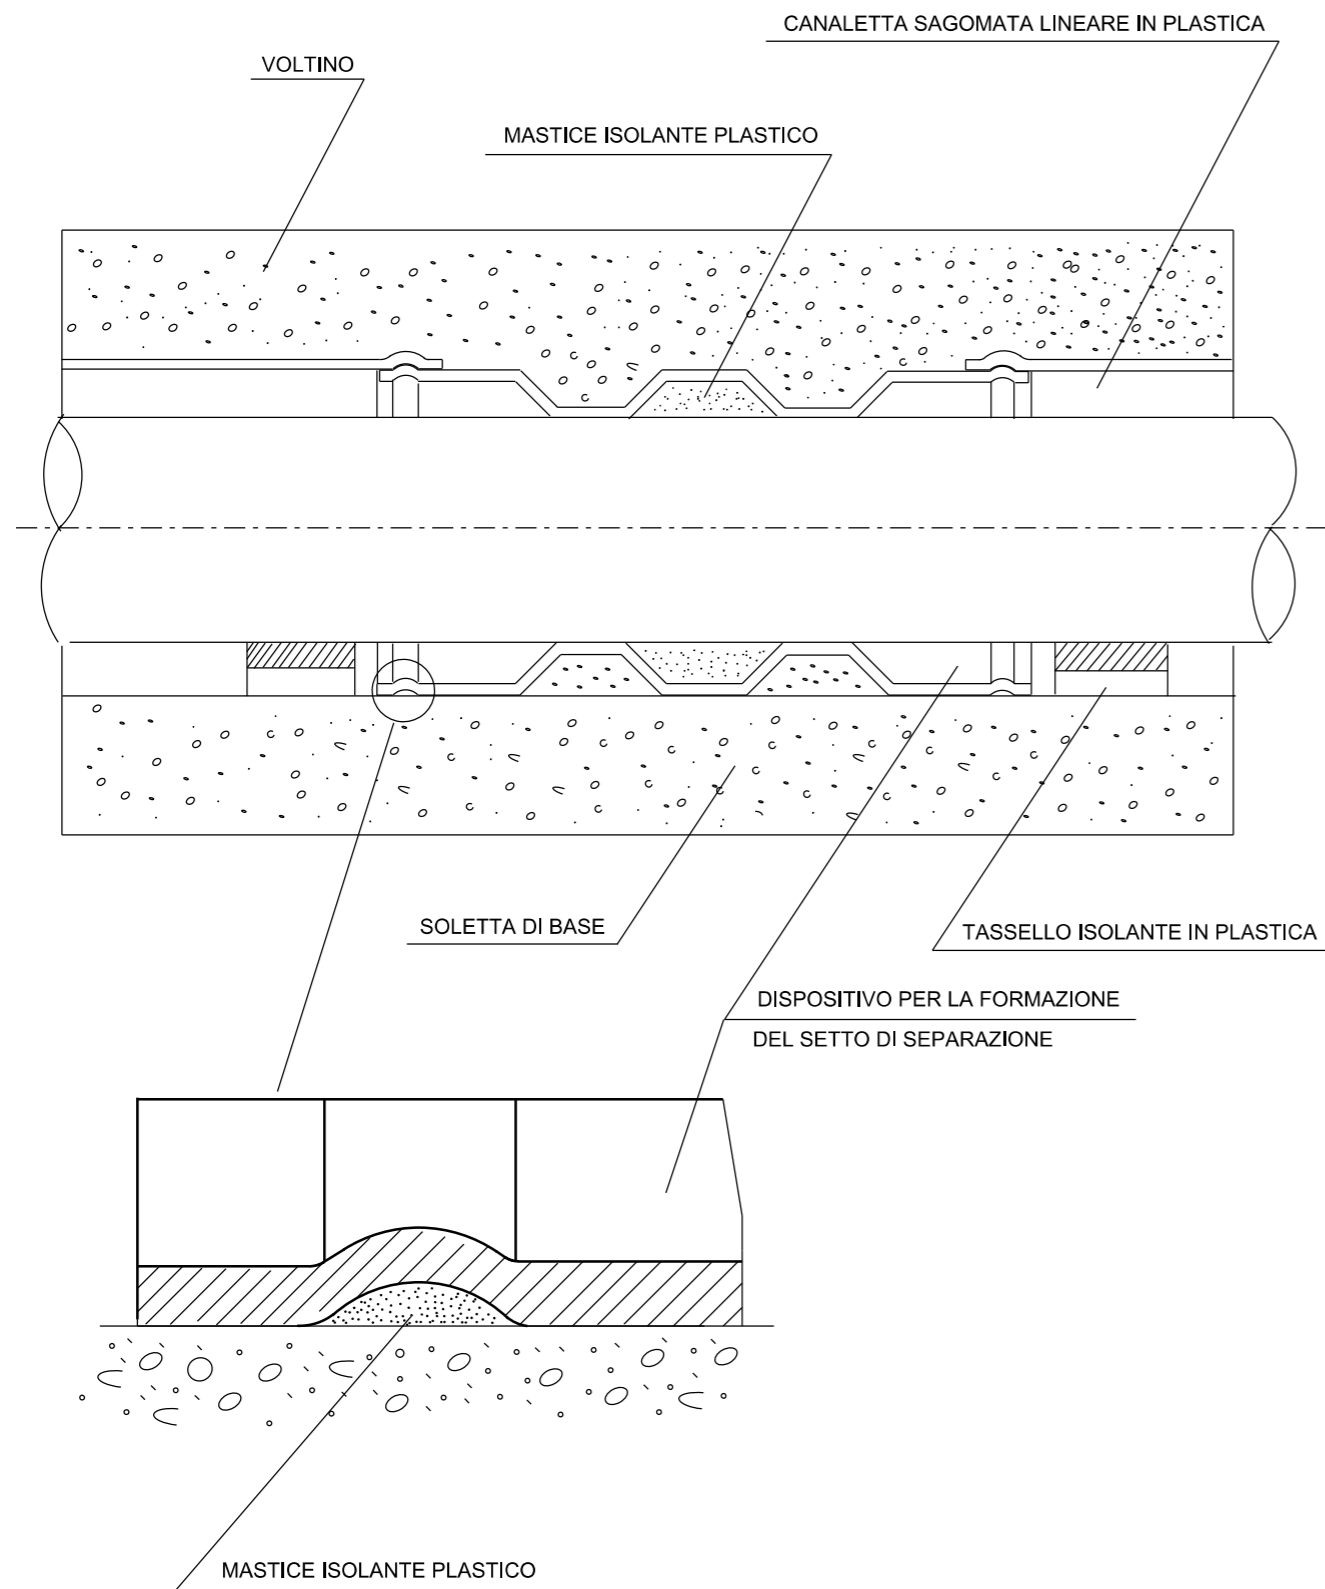 CANALETTA SAGOMATA LINEARE IN PLASTICA
VOLTINO
MASTICE ISOLANTE PLASTICO
SOLETTA DI BASE
TASSELLO ISOLANTE IN PLASTICA
DISPOSITIVO PER LA FORMAZIONE
DEL SETTO DI SEPARAZIONE
MASTICE ISOLANTE PLASTICO